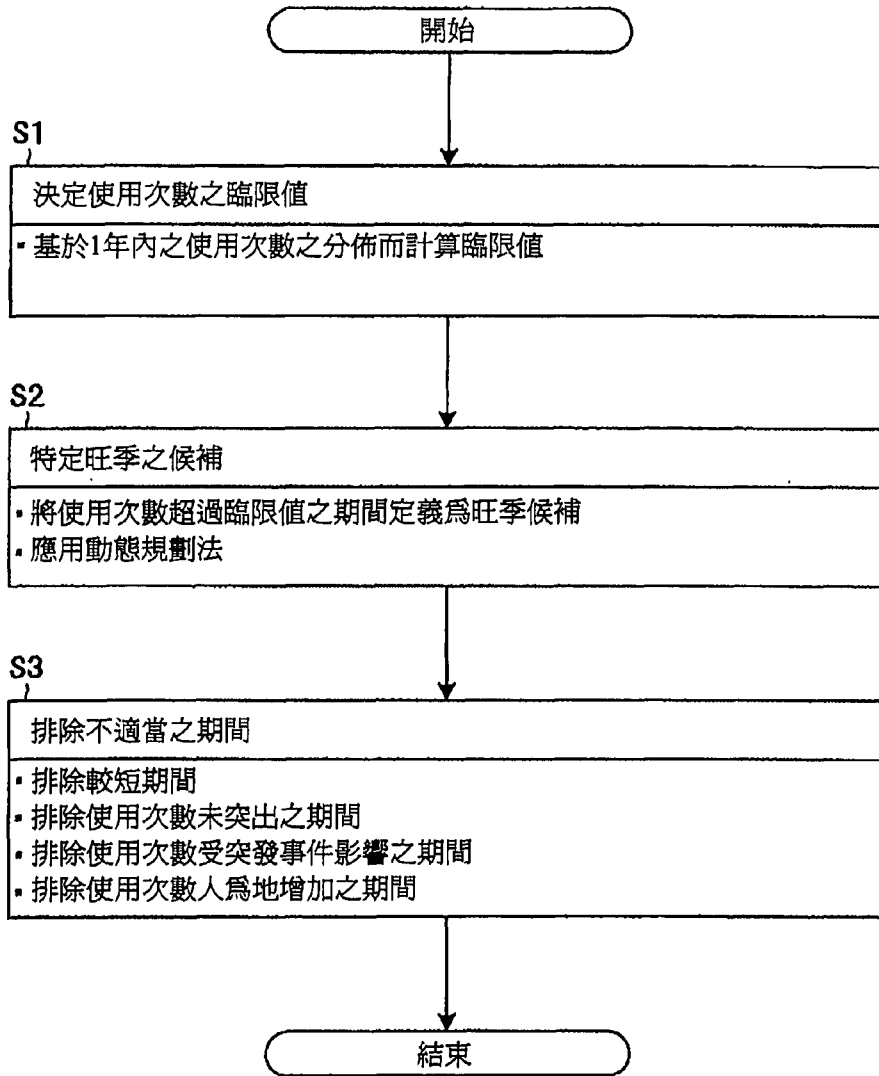 開始
S1
決定使用次數之臨限值
▪基於1年內之使用次數之分佈而計算臨限值
S2
特定旺季之候補
▪將使用次數超過臨限值之期間定義爲旺季候補
▪應用動態規劃法
S3
排除不適當之期間
▪排除較短期間
▪排除使用次數未突出之期間
▪排除使用次數受突發事件影響之期間
▪排除使用次數人爲地增加之期間
結束